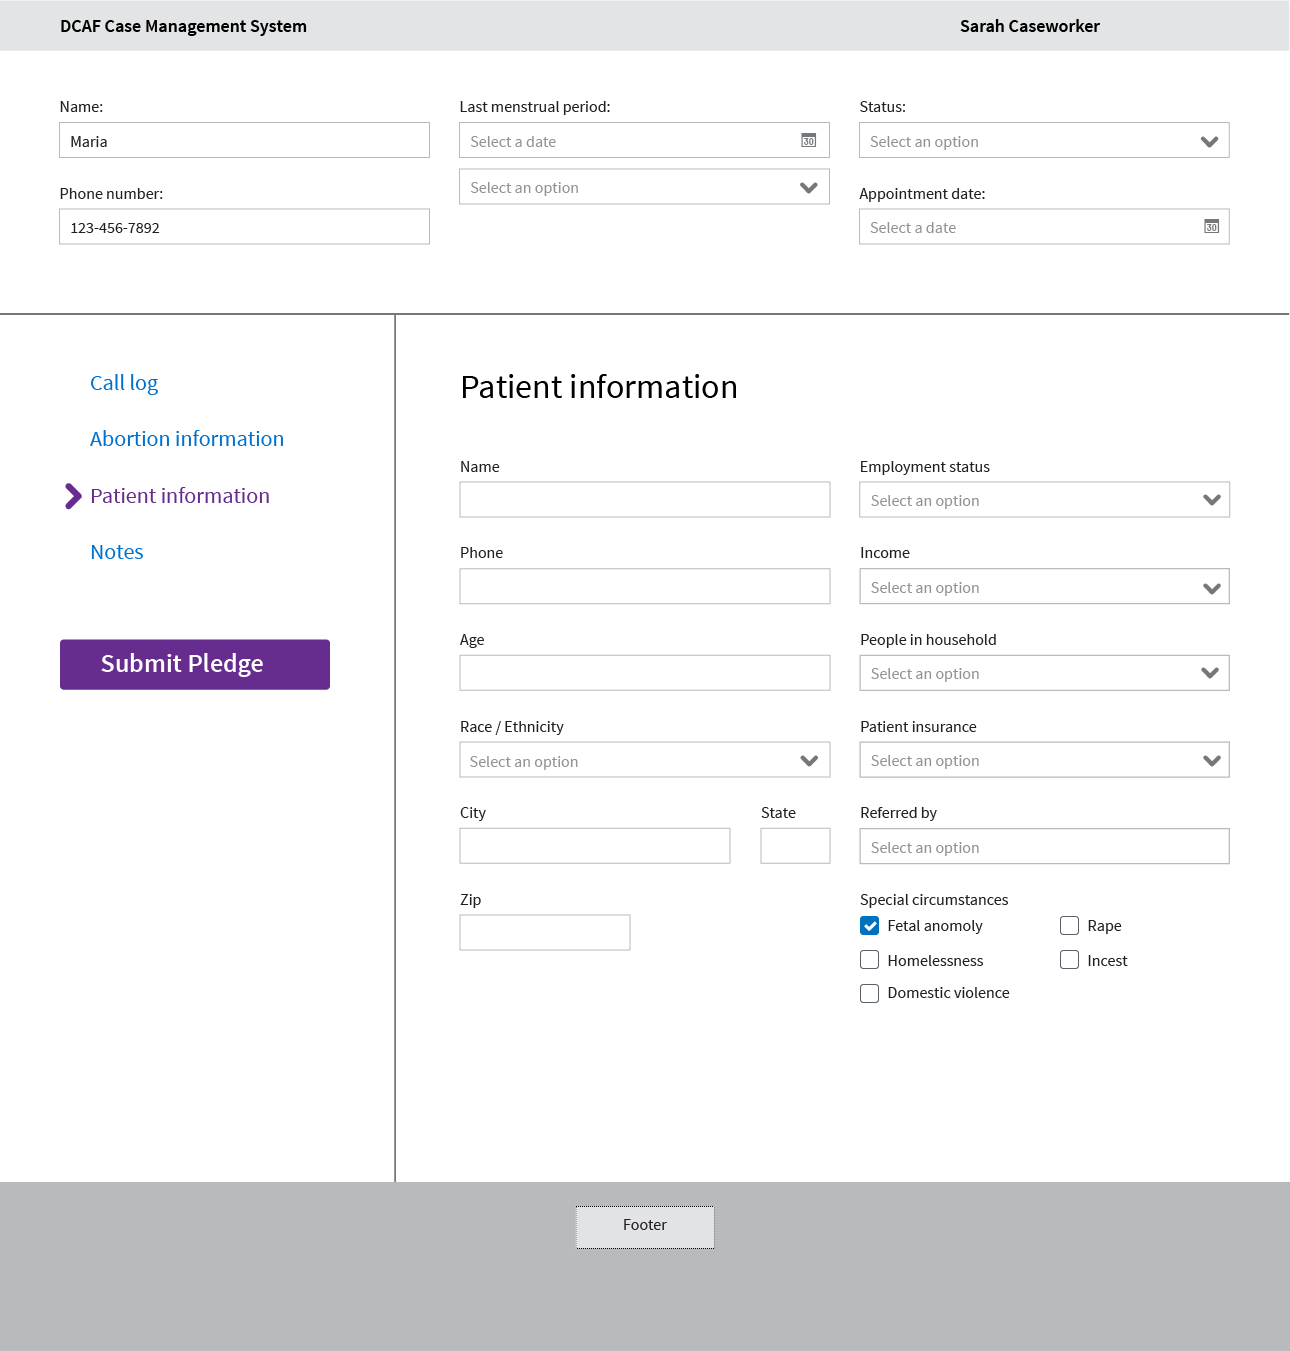 DCAF Case Management System
Sarah Caseworker
Name:
Maria
Phone number:
123-456-7892
Last menstrual period:
Select a date
30
Select an option
Status:
Select an option
Appointment date:
Select a date
30
Call log
Abortion information
Patient information
Notes
Submit Pledge
Patient information
Name
Phone
Age
Race / Ethnicity
Select an option
City
State
Zip
Employment status
Select an option
Income
Select an option
People in household
Select an option
Patient insurance
Select an option
Referred by
Select an option
Special circumstances
Fetal anomoly
Rape
Homelessness
Incest
Domestic violence
Footer